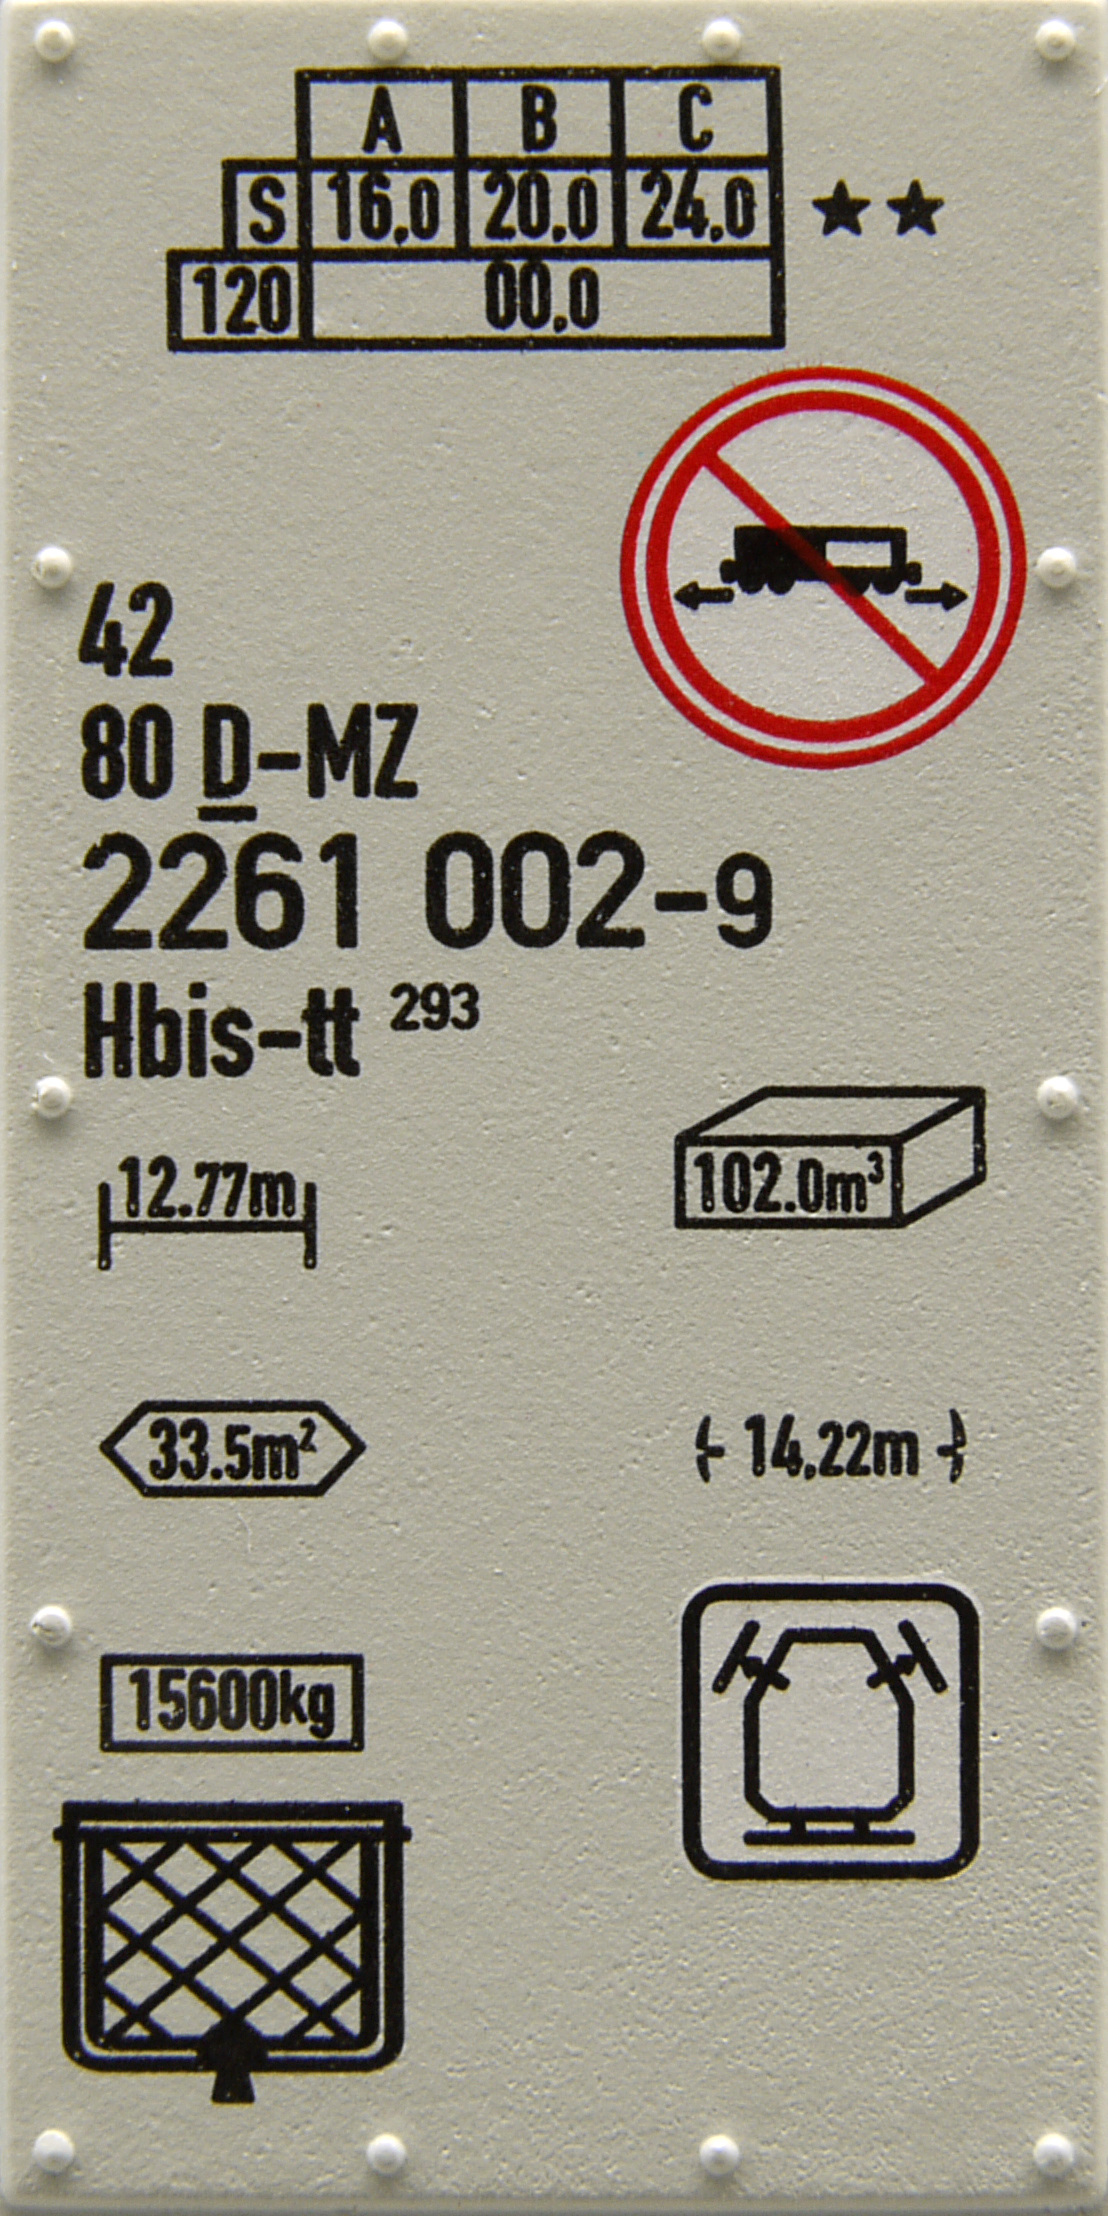 A B C
S 16,0 20,0 24,0 ★★
120 00,0
42
80 D-MZ
2261 002-9
Hbis-tt 293
12.77m
102.0m³
33.5m²
14,22m
15600kg